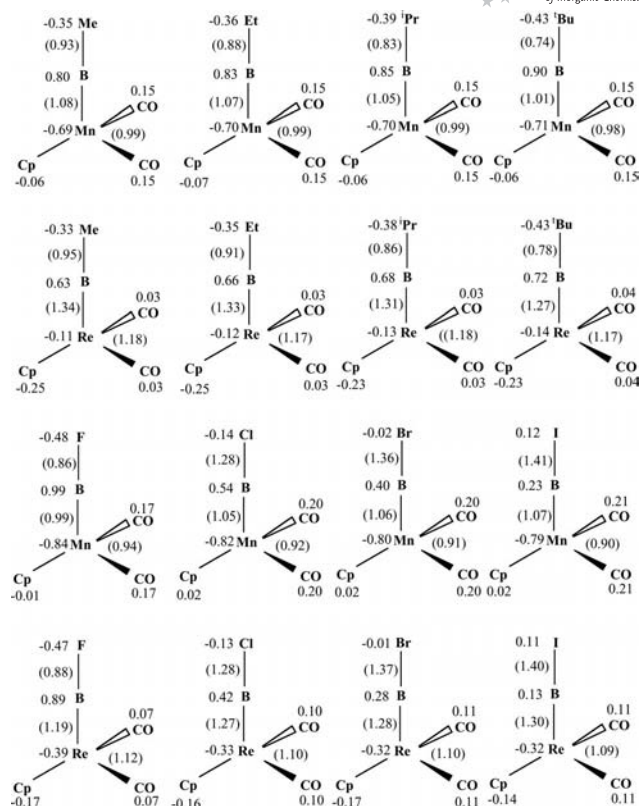 by Inorganic Chemis
-0.35 Me -0.36 Et -0.39 iPr -0.43 tBu
(0.93) (0.88) (0.83) (0.74)
0.80 B 0.83 B 0.85 B 0.90 B
0.15 0.15 0.15 0.15
(1.08) CO (1.07) CO (1.05) CO (1.01) CO
-0.69 Mn (0.99) -0.70 Mn (0.99) -0.70 Mn (0.99) -0.71 Mn (0.98)
Cp CO Cp CO Cp CO Cp CO
-0.06 0.15 -0.07 0.15 -0.06 0.15 -0.06 0.15
-0.33 Me -0.35 Et -0.38 iPr -0.43 tBu
(0.95) (0.91) (0.86) (0.78)
0.63 B 0.66 B 0.68 B 0.72 B
0.03 0.03 0.03 0.04
(1.34) CO (1.33) CO (1.31) CO (1.27) CO
-0.11 Re (1.18) -0.12 Re (1.17) -0.13 Re ((1.18) -0.14 Re (1.17)
Cp CO Cp CO Cp CO Cp CO
-0.25 0.03 -0.25 0.03 -0.23 0.03 -0.23 0.04
-0.48 F -0.14 Cl -0.02 Br 0.12 I
(0.86) (1.28) (1.36) (1.41)
0.99 B 0.54 B 0.40 B 0.23 B
0.17 0.20 0.20 0.21
(0.99) CO (1.05) CO (1.06) CO (1.07) CO
-0.84 Mn (0.94) -0.82 Mn (0.92) -0.80 Mn (0.91) -0.79 Mn (0.90)
Cp CO Cp CO Cp CO Cp CO
-0.01 0.17 0.02 0.20 0.02 0.20 0.02 0.21
-0.47 F -0.13 Cl -0.01 Br 0.11 I
(0.88) (1.28) (1.37) (1.40)
0.89 B 0.42 B 0.28 B 0.13 B
0.07 0.10 0.11 0.11
(1.19) CO (1.27) CO (1.28) CO (1.30) CO
-0.39 Re (1.12) -0.33 Re (1.10) -0.32 Re (1.10) -0.32 Re (1.09)
Cp CO Cp CO Cp CO Cp CO
-0.17 0.07 -0.16 0.10 -0.17 0.11 -0.14 0.11